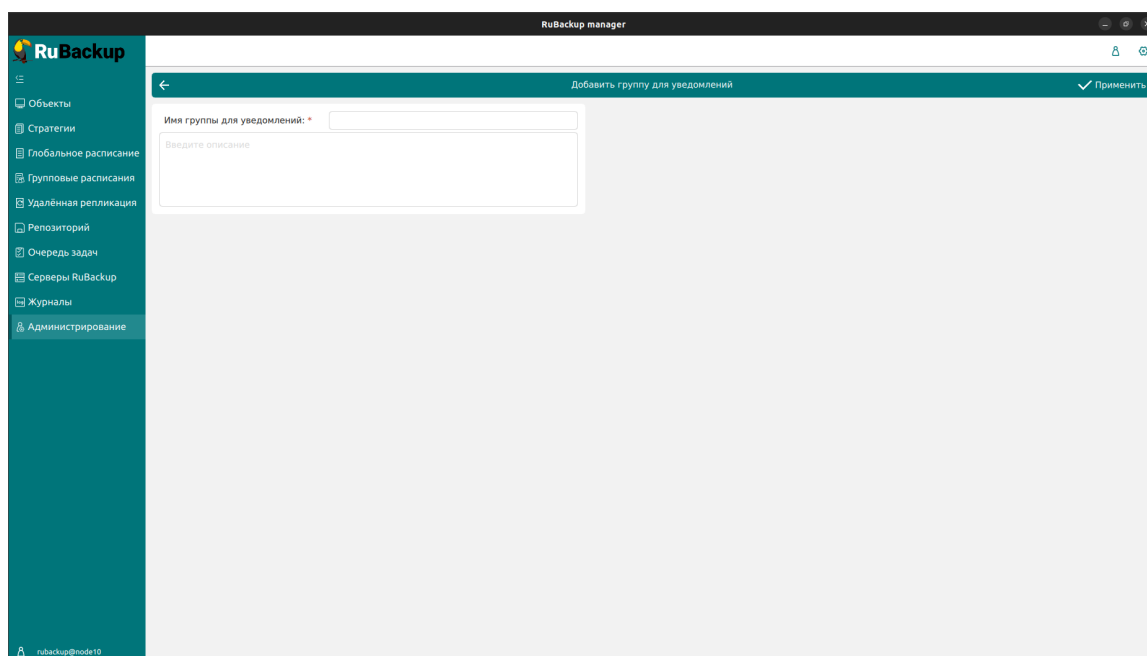 RuBackup manager
RuBackup
Добавить группу для уведомлений
Применить
Объекты
Стратегии
Глобальное расписание
Групповые расписания
Удалённая репликация
Репозиторий
Очередь задач
Серверы RuBackup
Журналы
Администрирование
Имя группы для уведомлений: *
Введите описание
rubackup@node10